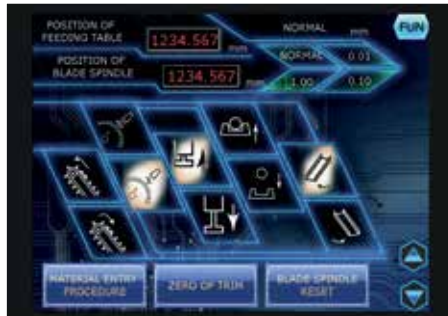 POSITION OF
FEEDING TABLE
1234.567 mm
POSITION OF
BLADE SPINDLE
1234.567 mm
NORMAL mm
NORMAL 0.01
1.00 0.10
FUN
MATERIAL ENTRY
PROCEDURE
ZERO OF TRIM
BLADE SPINDLE
RESET